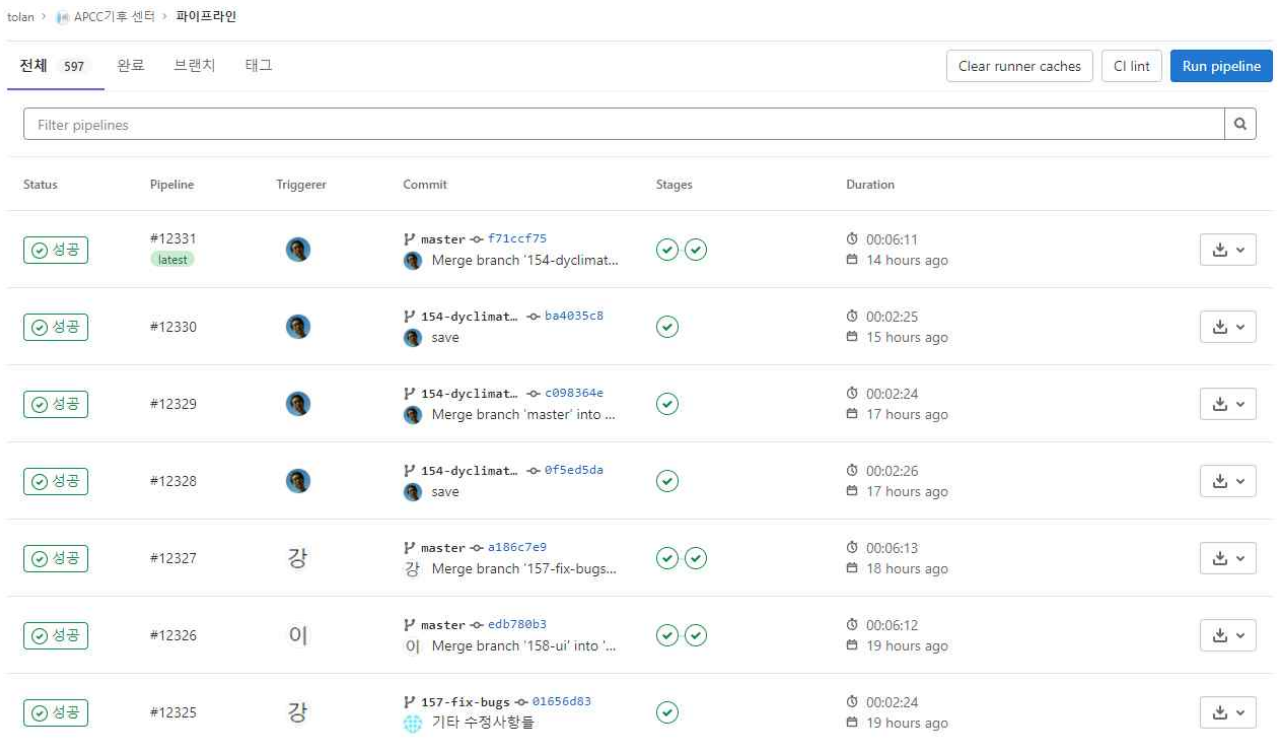 tolan > APCC기후 센터 > 파이프라인
전체 597 완료 브랜치 태그 Clear runner caches CI lint Run pipeline
Filter pipelines
Status Pipeline Triggerer Commit Stages Duration
성공 #12331 master f71ccf75 00:06:11
latest Merge branch '154-dyclimat... 14 hours ago
성공 #12330 154-dyclimat… ba4035c8 00:02:25
save 15 hours ago
성공 #12329 154-dyclimat… c098364e 00:02:24
Merge branch 'master' into ... 17 hours ago
성공 #12328 154-dyclimat… 0f5ed5da 00:02:26
save 17 hours ago
성공 #12327 강 master a186c7e9 00:06:13
강 Merge branch '157-fix-bugs... 18 hours ago
성공 #12326 이 master edb780b3 00:06:12
이 Merge branch '158-ui' into '... 19 hours ago
성공 #12325 강 157-fix-bugs 01656d83 00:02:24
기타 수정사항들 19 hours ago